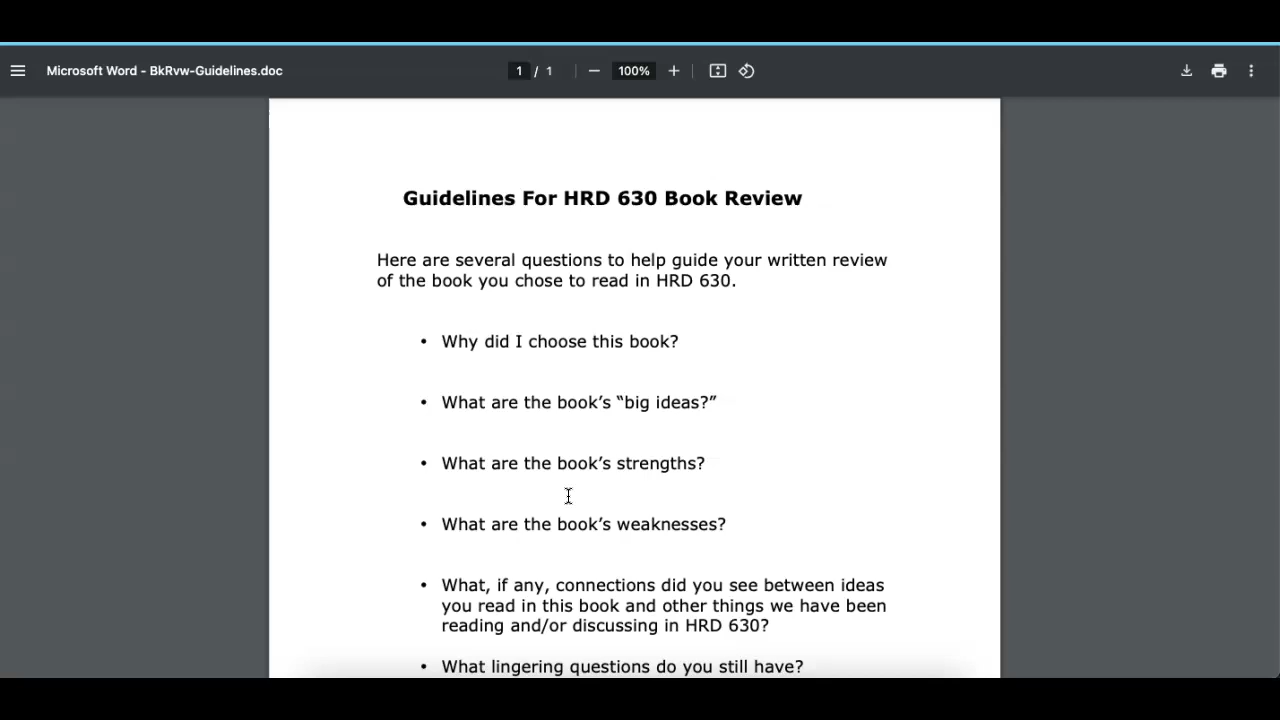 Microsoft Word - BkRvw-Guidelines.doc
1 / 1
100%
Guidelines For HRD 630 Book Review
Here are several questions to help guide your written review
of the book you chose to read in HRD 630.
• Why did I choose this book?
• What are the book’s “big ideas?”
• What are the book’s strengths?
• What are the book’s weaknesses?
• What, if any, connections did you see between ideas
you read in this book and other things we have been
reading and/or discussing in HRD 630?
• What lingering questions do you still have?